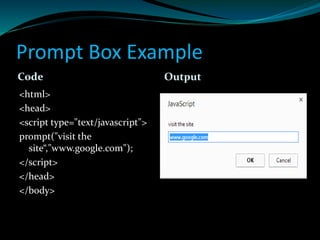 Prompt Box Example
Code
<html>
<head>
<script type="text/javascript">
prompt("visit the
site","www.google.com");
</script>
</head>
</body>
Output
JavaScript
x
visit the site
www.google.com
OK Cancel